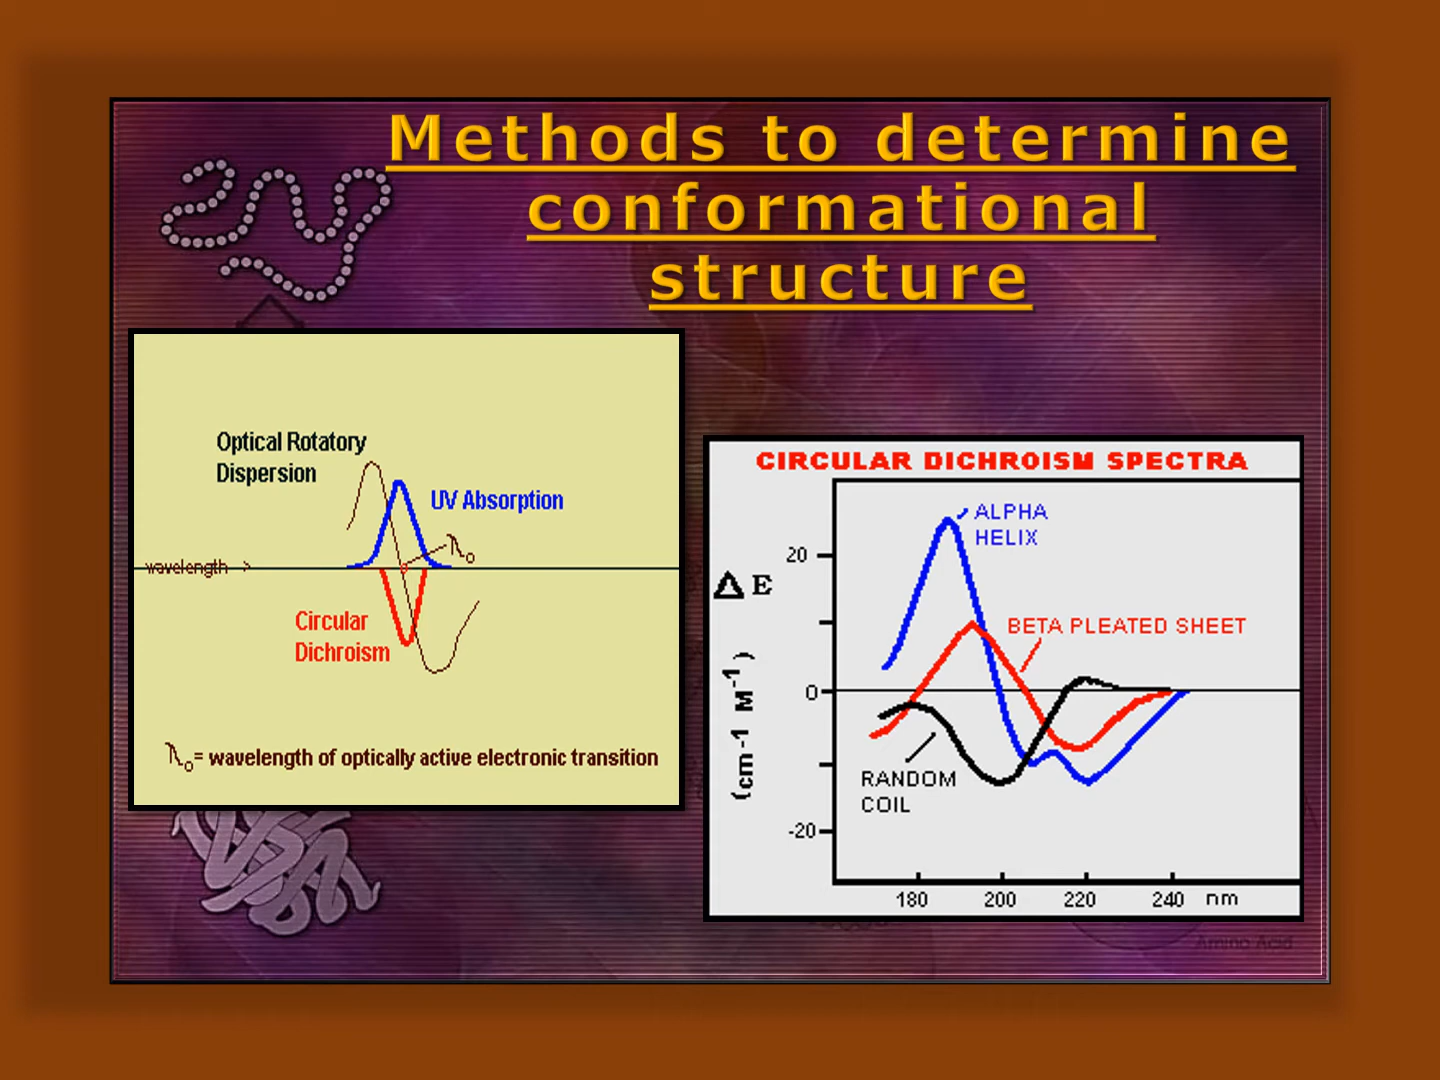 Methods to determine
conformational
structure
Optical Rotatory
Dispersion
UV Absorption
λo
wavelength >
Circular
Dichroism
λo= wavelength of optically active electronic transition
CIRCULAR DICHROISM SPECTRA
ALPHA
HELIX
20
Δ E
BETA PLEATED SHEET
(cm-1 M-1)
0
RANDOM
COIL
-20
180 200 220 240 nm
Amino Acid